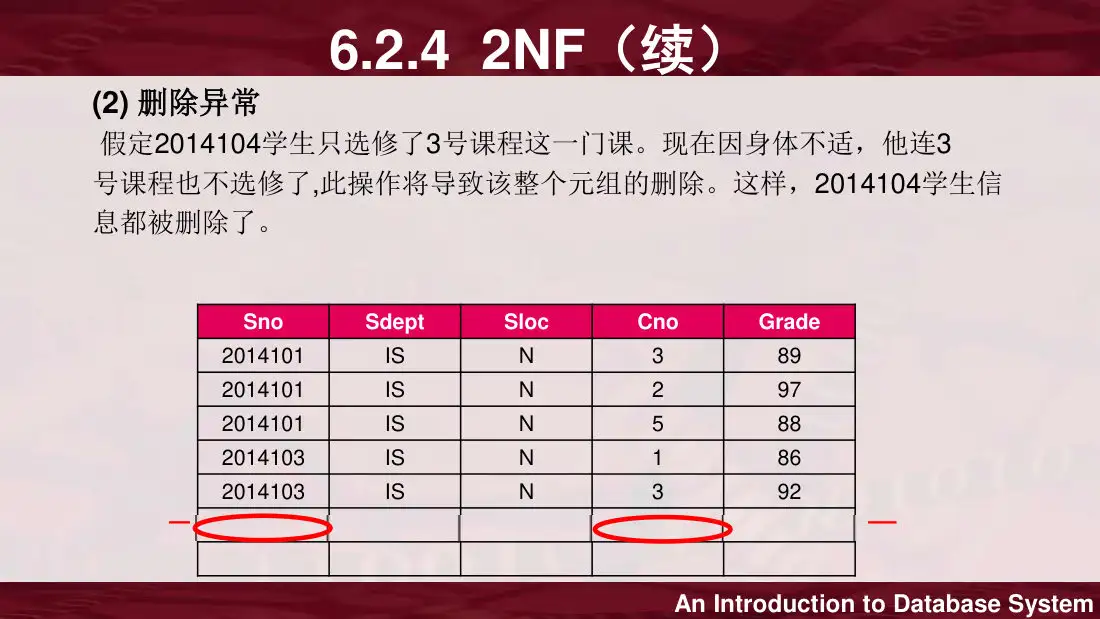 6.2.4 2NF（续）
(2) 删除异常
假定2014104学生只选修了3号课程这一门课。现在因身体不适，他连3
号课程也不选修了,此操作将导致该整个元组的删除。这样，2014104学生信
息都被删除了。
Sno Sdept Sloc Cno Grade
2014101 IS N 3 89
2014101 IS N 2 97
2014101 IS N 5 88
2014103 IS N 1 86
2014103 IS N 3 92
An Introduction to Database System